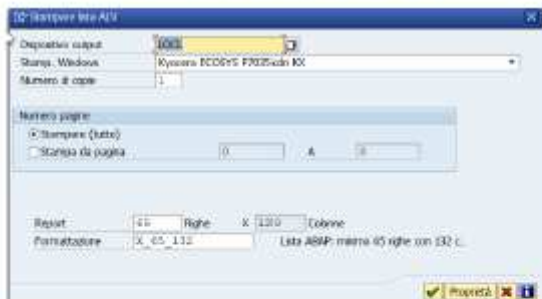 Stampare lista ALV
Dispositivo output
Stamp. Windows Kyocera ECOSYS P7035cdn KX
Numero di copie 1
Numero pagine
Stampare (tutto)
Stampa da pagina 0 A 0
Report 65 Righe X Colonne
Formattazione X_65_132 Lista ABAP: minimo 65 righe con 132 c.
Proprietà